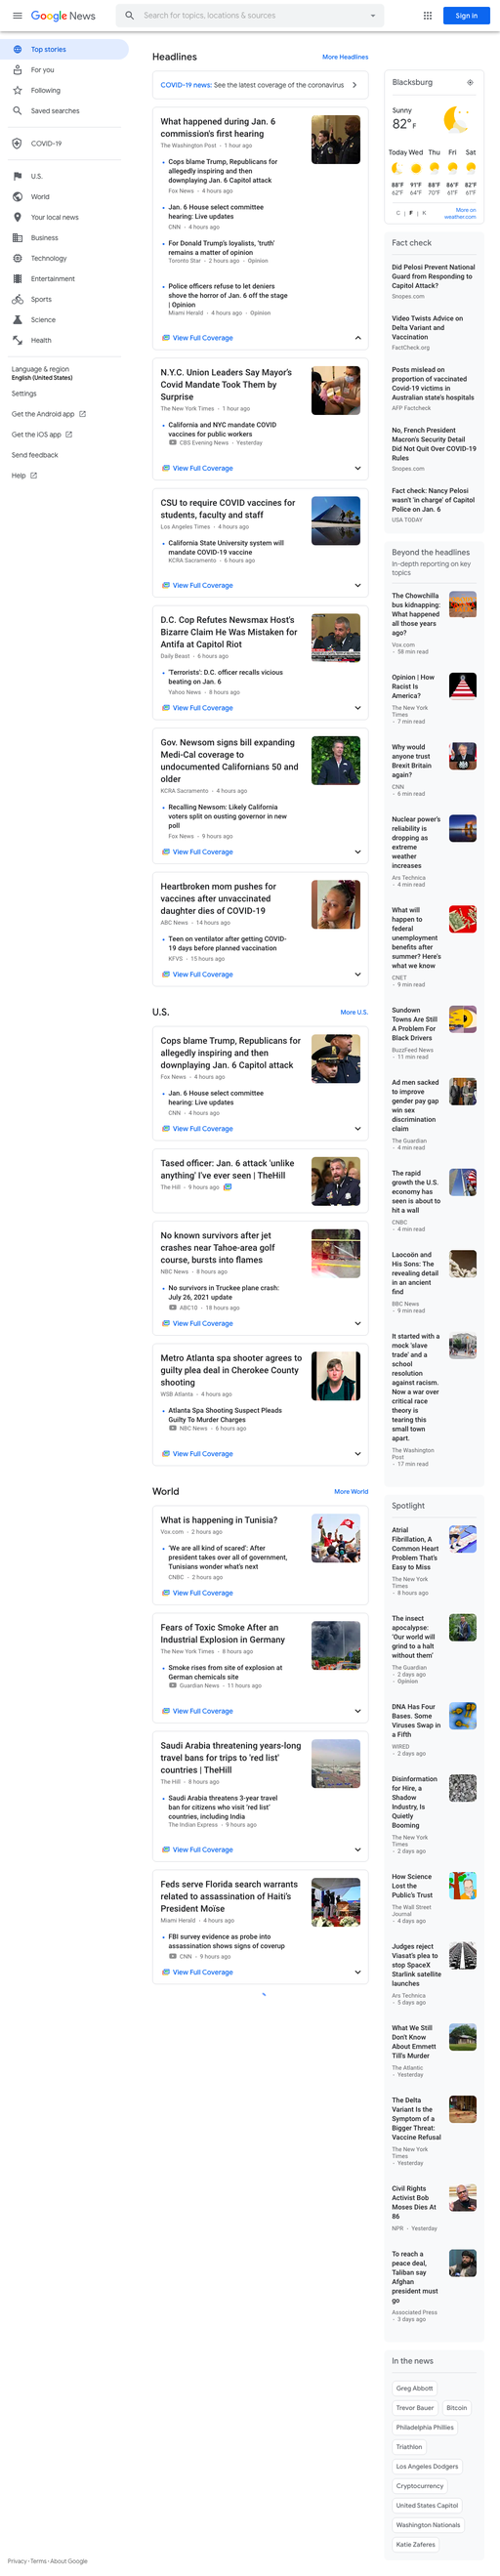 Google News
Search for topics, locations & sources
Sign in
Top stories
For you
Following
Saved searches
COVID-19
U.S.
World
Your local news
Business
Technology
Entertainment
Sports
Science
Health
Language & region
English (United States)
Settings
Get the Android app
Get the iOS app
Send feedback
Help
Headlines
More Headlines
COVID-19 news: See the latest coverage of the coronavirus
What happened during Jan. 6
commission's first hearing
The Washington Post · 1 hour ago
Cops blame Trump, Republicans for
allegedly inspiring and then
downplaying Jan. 6 Capitol attack
Fox News · 4 hours ago
Jan. 6 House select committee
hearing: Live updates
CNN · 4 hours ago
For Donald Trump's loyalists, 'truth'
remains a matter of opinion
Toronto Star · 2 hours ago · Opinion
Police officers refuse to let deniers
shove the horror of Jan. 6 off the stage
| Opinion
Miami Herald · 4 hours ago · Opinion
View Full Coverage
N.Y.C. Union Leaders Say Mayor's
Covid Mandate Took Them by
Surprise
The New York Times · 1 hour ago
California and NYC mandate COVID
vaccines for public workers
CBS Evening News · Yesterday
View Full Coverage
CSU to require COVID vaccines for
students, faculty and staff
Los Angeles Times · 4 hours ago
California State University system will
mandate COVID-19 vaccine
KCRA Sacramento · 6 hours ago
View Full Coverage
D.C. Cop Refutes Newsmax Host's
Bizarre Claim He Was Mistaken for
Antifa at Capitol Riot
Daily Beast · 6 hours ago
'Terrorists': D.C. officer recalls vicious
beating on Jan. 6
Yahoo News · 8 hours ago
View Full Coverage
Gov. Newsom signs bill expanding
Medi-Cal coverage to
undocumented Californians 50 and
older
KCRA Sacramento · 4 hours ago
Recalling Newsom: Likely California
voters split on ousting governor in new
poll
Fox News · 9 hours ago
View Full Coverage
Heartbroken mom pushes for
vaccines after unvaccinated
daughter dies of COVID-19
ABC News · 14 hours ago
Teen on ventilator after getting COVID-
19 days before planned vaccination
KFVS · 15 hours ago
View Full Coverage
U.S.
More U.S.
Cops blame Trump, Republicans for
allegedly inspiring and then
downplaying Jan. 6 Capitol attack
Fox News · 4 hours ago
Jan. 6 House select committee
hearing: Live updates
CNN · 4 hours ago
View Full Coverage
Tased officer: Jan. 6 attack 'unlike
anything' I've ever seen | TheHill
The Hill · 9 hours ago
No known survivors after jet
crashes near Tahoe-area golf
course, bursts into flames
NBC News · 8 hours ago
No survivors in Truckee plane crash:
July 26, 2021 update
ABC10 · 18 hours ago
View Full Coverage
Metro Atlanta spa shooter agrees to
guilty plea deal in Cherokee County
shooting
WSB Atlanta · 4 hours ago
Atlanta Spa Shooting Suspect Pleads
Guilty To Murder Charges
NBC News · 6 hours ago
View Full Coverage
World
More World
What is happening in Tunisia?
Vox.com · 2 hours ago
'We are all kind of scared': After
president takes over all of government,
Tunisians wonder what's next
CNBC · 2 hours ago
View Full Coverage
Fears of Toxic Smoke After an
Industrial Explosion in Germany
The New York Times · 8 hours ago
Smoke rises from site of explosion at
German chemicals site
Guardian News · 11 hours ago
View Full Coverage
Saudi Arabia threatening years-long
travel bans for trips to 'red list'
countries | TheHill
The Hill · 8 hours ago
Saudi Arabia threatens 3-year travel
ban for citizens who visit 'red list'
countries, including India
The Indian Express · 9 hours ago
View Full Coverage
Feds serve Florida search warrants
related to assassination of Haiti's
President Moïse
Miami Herald · 4 hours ago
FBI survey evidence as probe into
assassination shows signs of coverup
CNN · 9 hours ago
View Full Coverage
Blacksburg
Sunny
82° F
Today Wed Thu Fri Sat
88°F 91°F 88°F 86°F 82°F
62°F 64°F 70°F 61°F 61°F
C | F | K
More on
weather.com
Fact check
Did Pelosi Prevent National
Guard from Responding to
Capitol Attack?
Snopes.com
Video Twists Advice on
Delta Variant and
Vaccination
FactCheck.org
Posts mislead on
proportion of vaccinated
Covid-19 victims in
Australian state's hospitals
AFP Factcheck
No, French President
Macron's Security Detail
Did Not Quit Over COVID-19
Rules
Snopes.com
Fact check: Nancy Pelosi
wasn't 'in charge' of Capitol
Police on Jan. 6
USA TODAY
Beyond the headlines
In-depth reporting on key
topics
The Chowchilla
bus kidnapping:
What happened
all those years
ago?
Vox.com
· 58 min read
Opinion | How
Racist Is
America?
The New York
Times
· 7 min read
Why would
anyone trust
Brexit Britain
again?
CNN
· 6 min read
Nuclear power's
reliability is
dropping as
extreme
weather
increases
Ars Technica
· 4 min read
What will
happen to
federal
unemployment
benefits after
summer? Here's
what we know
CNET
· 9 min read
Sundown
Towns Are Still
A Problem For
Black Drivers
BuzzFeed News
· 11 min read
Ad men sacked
to improve
gender pay gap
win sex
discrimination
claim
The Guardian
· 4 min read
The rapid
growth the U.S.
economy has
seen is about to
hit a wall
CNBC
· 4 min read
Laocoön and
His Sons: The
revealing detail
in an ancient
find
BBC News
· 9 min read
It started with a
mock 'slave
trade' and a
school
resolution
against racism.
Now a war over
critical race
theory is
tearing this
small town
apart.
The Washington
Post
· 17 min read
Spotlight
Atrial
Fibrillation, A
Common Heart
Problem That's
Easy to Miss
The New York
Times
· 8 hours ago
The insect
apocalypse:
'Our world will
grind to a halt
without them'
The Guardian
· 2 days ago
· Opinion
DNA Has Four
Bases. Some
Viruses Swap in
a Fifth
WIRED
· 2 days ago
Disinformation
for Hire, a
Shadow
Industry, Is
Quietly
Booming
The New York
Times
· 2 days ago
How Science
Lost the
Public's Trust
The Wall Street
Journal
· 4 days ago
Judges reject
Viasat's plea to
stop SpaceX
Starlink satellite
launches
Ars Technica
· 5 days ago
What We Still
Don't Know
About Emmett
Till's Murder
The Atlantic
· Yesterday
The Delta
Variant Is the
Symptom of a
Bigger Threat:
Vaccine Refusal
The New York
Times
· Yesterday
Civil Rights
Activist Bob
Moses Dies At
86
NPR · Yesterday
To reach a
peace deal,
Taliban say
Afghan
president must
go
Associated Press
· 3 days ago
In the news
Greg Abbott
Trevor Bauer
Bitcoin
Philadelphia Phillies
Triathlon
Los Angeles Dodgers
Cryptocurrency
United States Capitol
Washington Nationals
Katie Zaferes
Privacy · Terms · About Google